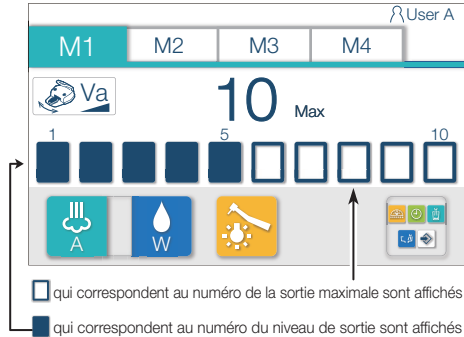 User A
M1 M2 M3 M4
Va 10 Max
1 5 10
A W
qui correspondent au numéro de la sortie maximale sont affichés
qui correspondent au numéro du niveau de sortie sont affichés